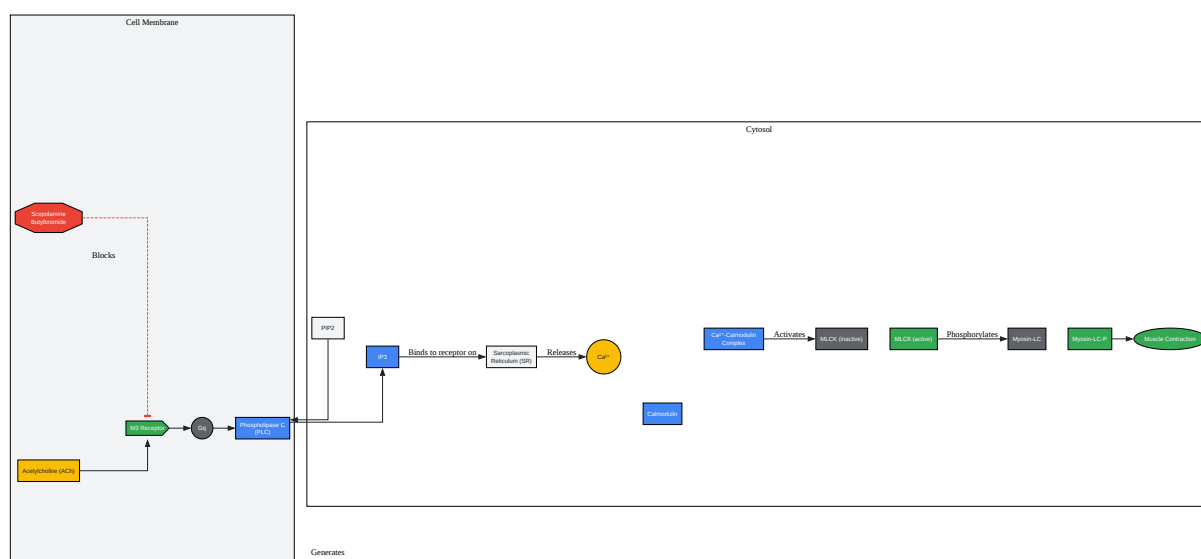 Cell Membrane
Cytosol
Scopolamine
Butylbromide
Blocks
PIP2
IP3
Binds to receptor on
Sarcoplasmic
Reticulum (SR)
Releases
Ca²⁺
Ca²⁺-Calmodulin
Complex
Activates
MLCK (inactive)
MLCK (active)
Phosphorylates
Myosin-LC
Myosin-LC-P
Muscle Contraction
Calmodulin
M3 Receptor
Gq
Phospholipase C
(PLC)
Acetylcholine (ACh)
Generates